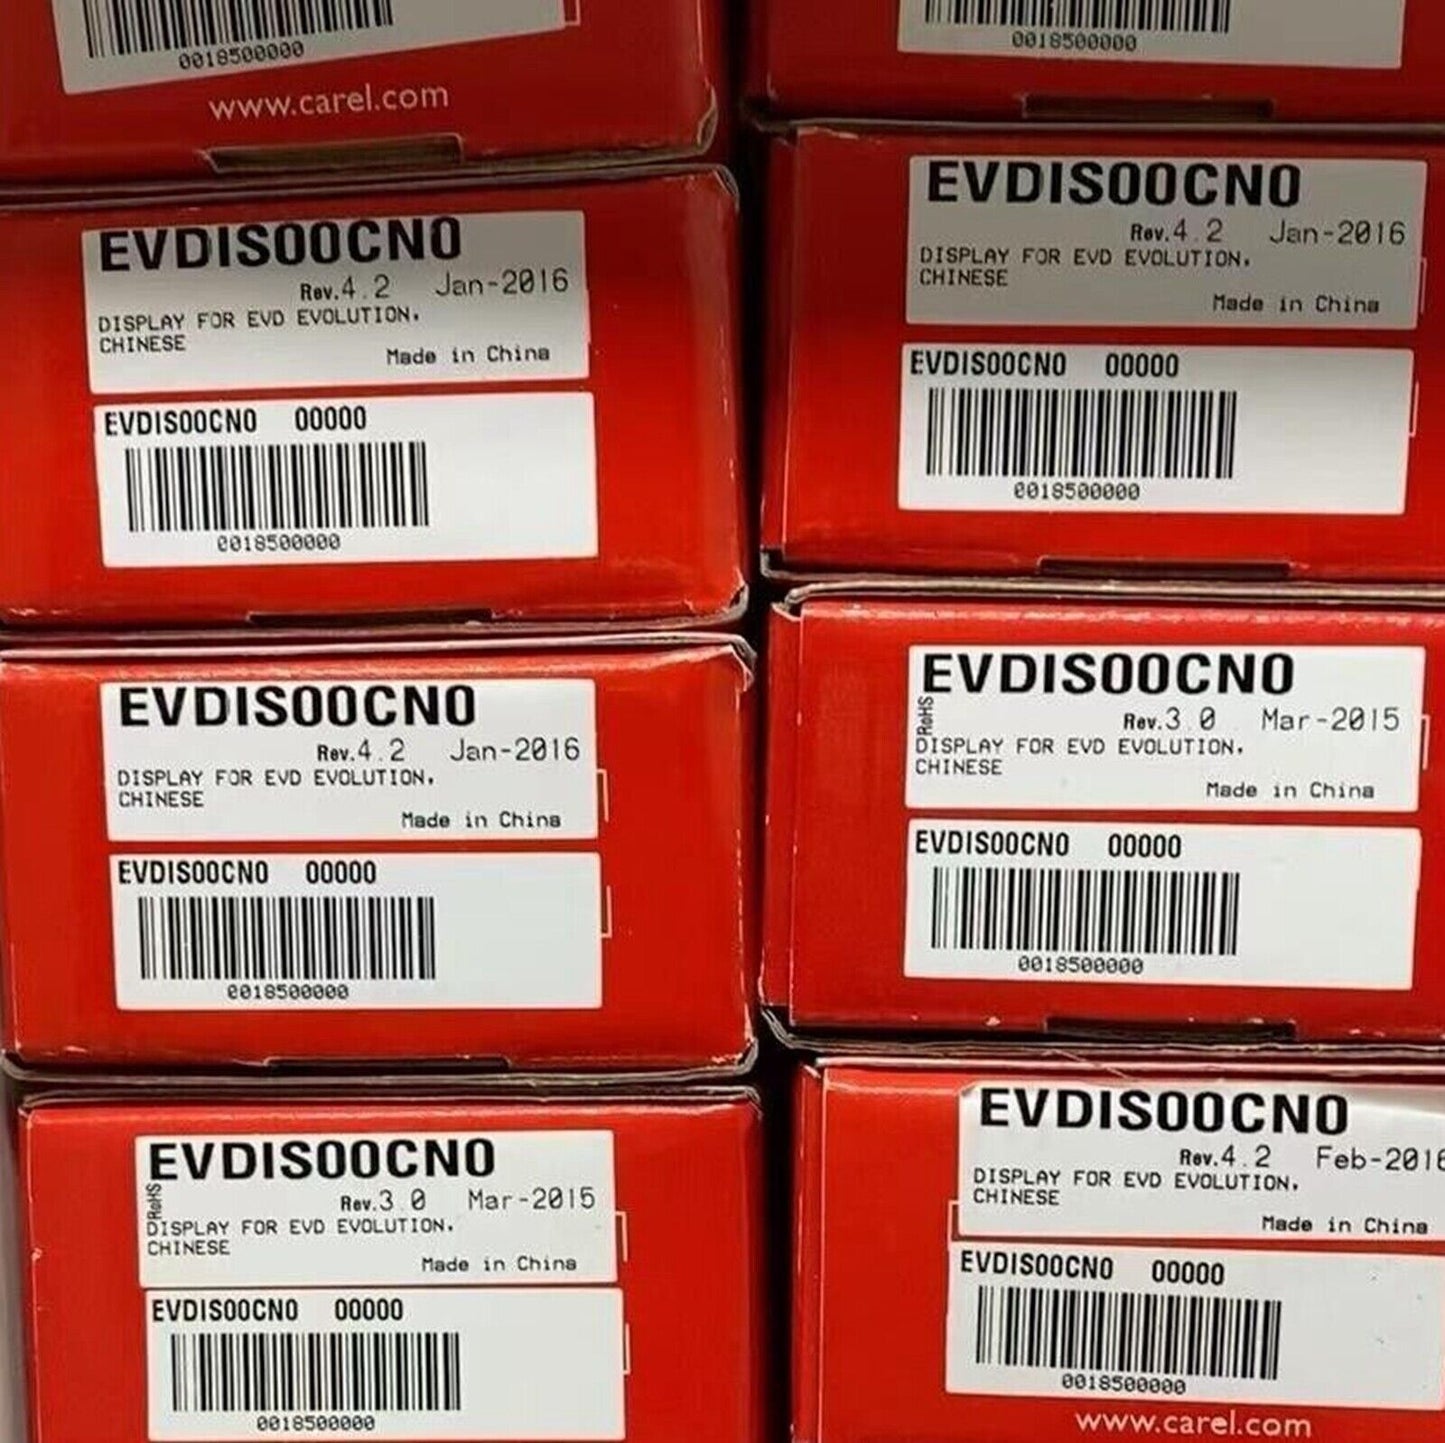 0018500000
www.carel.com
EVDIS00CN0
Rev.4.2 Jan-2016
DISPLAY FOR EVD EVOLUTION.
CHINESE
Made in China
EVDIS00CN0 00000
0018500000
EVDIS00CN0
Rev.4.2 Jan-2016
DISPLAY FOR EVD EVOLUTION.
CHINESE
Made in China
EVDIS00CN0 00000
0018500000
EVDIS00CN0
RoHS
Rev.3.0 Mar-2015
DISPLAY FOR EVD EVOLUTION.
CHINESE
Made in China
EVDIS00CN0 00000
0018500000
0018500000
EVDIS00CN0
Rev.4.2 Jan-2016
DISPLAY FOR EVD EVOLUTION.
CHINESE
Made in China
EVDIS00CN0 00000
0018500000
EVDIS00CN0
RoHS
Rev.3.0 Mar-2015
DISPLAY FOR EVD EVOLUTION.
CHINESE
Made in China
EVDIS00CN0 00000
0018500000
EVDIS00CN0
Rev.4.2 Feb-2016
DISPLAY FOR EVD EVOLUTION.
CHINESE
Made in China
EVDIS00CN0 00000
0018500000
www.carel.com